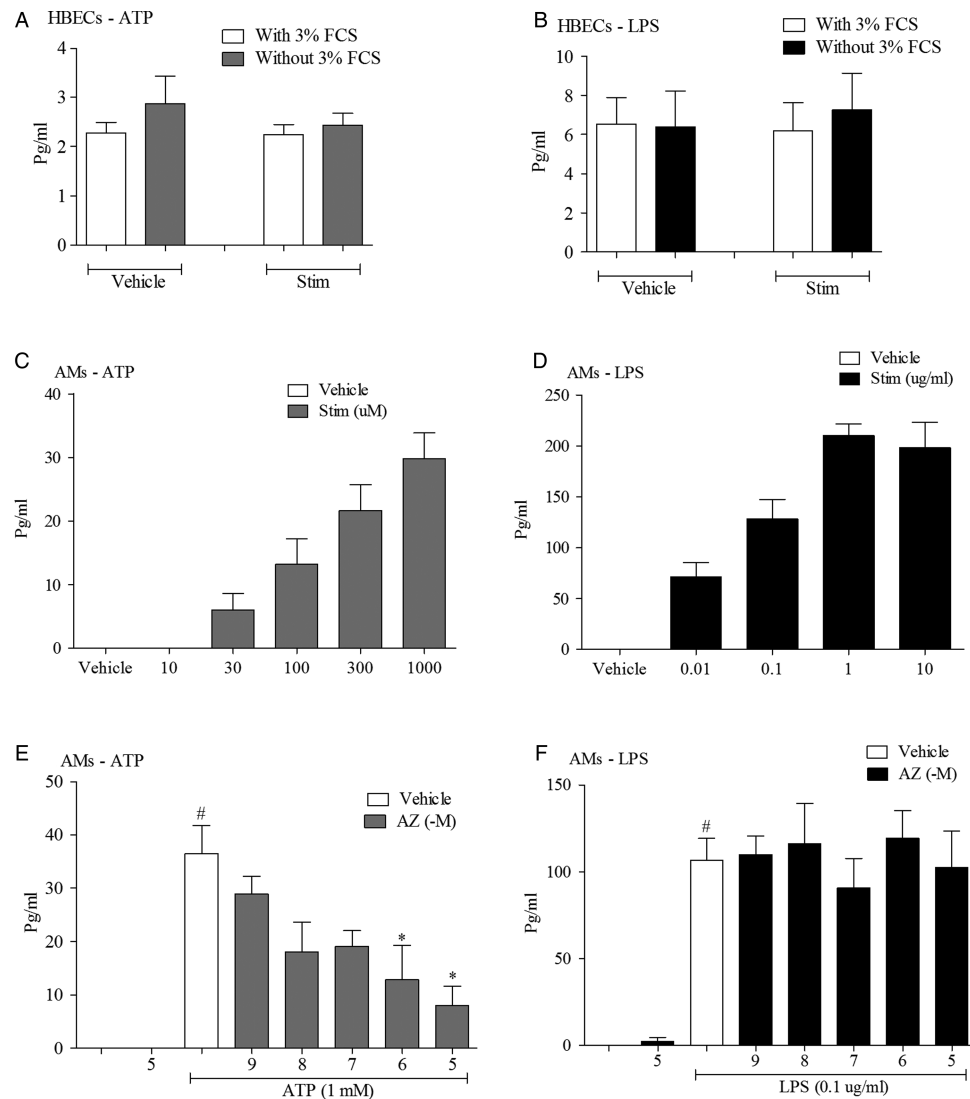 A HBECs - ATP
With 3% FCS
Without 3% FCS
Pg/ml
4
3
2
1
0
Vehicle Stim
B HBECs - LPS
With 3% FCS
Without 3% FCS
Pg/ml
10
8
6
4
2
0
Vehicle Stim
C AMs - ATP
Vehicle
Stim (uM)
Pg/ml
40
30
20
10
0
Vehicle 10 30 100 300 1000
D AMs - LPS
Vehicle
Stim (ug/ml)
Pg/ml
250
200
150
100
50
0
Vehicle 0.01 0.1 1 10
E AMs - ATP
Vehicle
AZ (-M)
Pg/ml
50
40
30
20
10
0
#
* *
5 9 8 7 6 5
ATP (1 mM)
F AMs - LPS
Vehicle
AZ (-M)
Pg/ml
150
100
50
0
#
5 9 8 7 6 5
LPS (0.1 ug/ml)